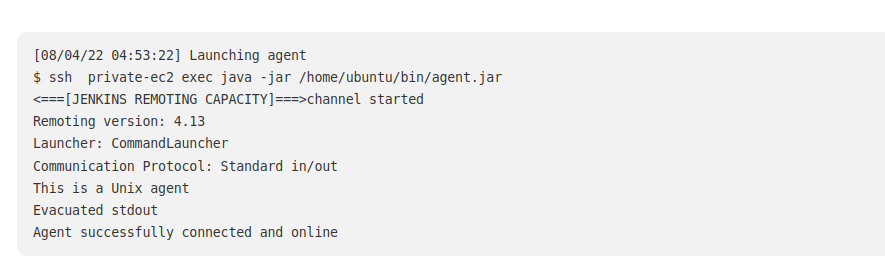 [08/04/22 04:53:22] Launching agent
$ ssh  private-ec2 exec java -jar /home/ubuntu/bin/agent.jar
<===[JENKINS REMOTING CAPACITY]===>channel started
Remoting version: 4.13
Launcher: CommandLauncher
Communication Protocol: Standard in/out
This is a Unix agent
Evacuated stdout
Agent successfully connected and online